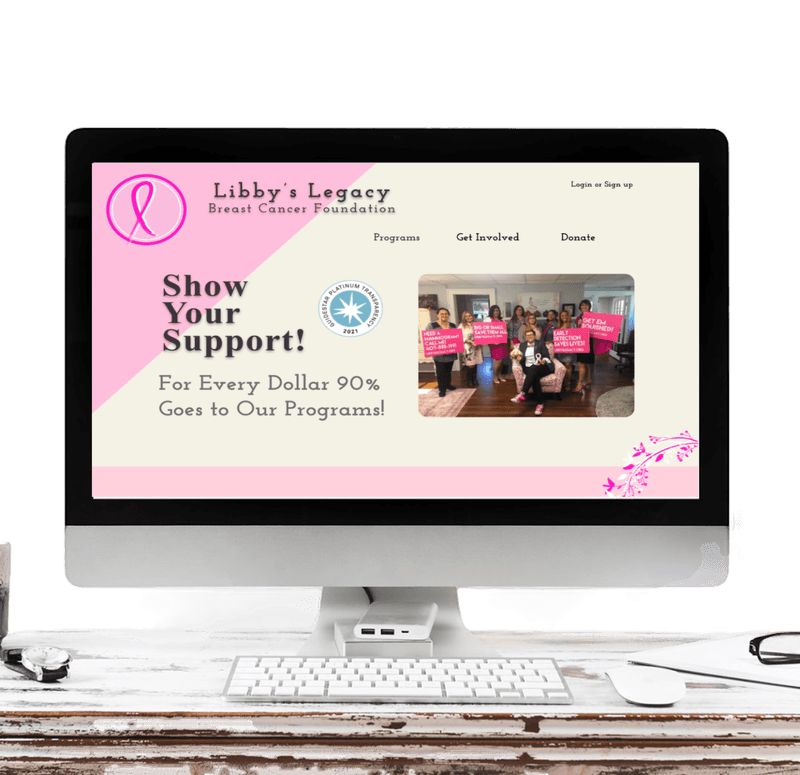 Libby's Legacy
Breast Cancer Foundation
Login or Sign up
Programs
Get Involved
Donate
Show
Your
Support!
GUIDESTAR PLATINUM TRANSPARENCY
2021
For Every Dollar 90%
Goes to Our Programs!
NEED A
MAMMOGRAM?
CALL ME!
BIG OR SMALL
SAVE THEM ALL
EARLY
DETECTION
SAVES LIVES!
GET EM
SQUISHED!